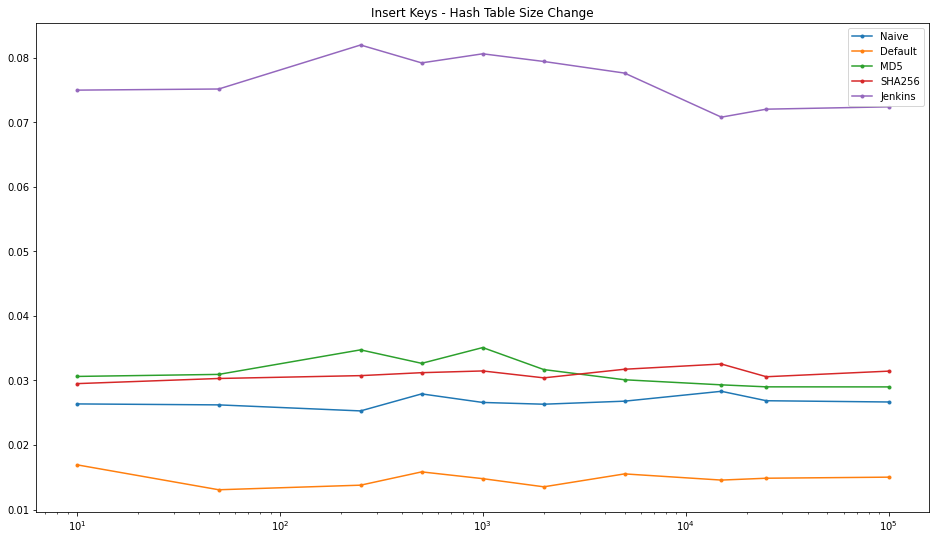 Insert Keys - Hash Table Size Change
Naive
Default
MD5
SHA256
Jenkins
0.08
0.07
0.06
0.05
0.04
0.03
0.02
0.01
10¹ 10² 10³ 10⁴ 10⁵